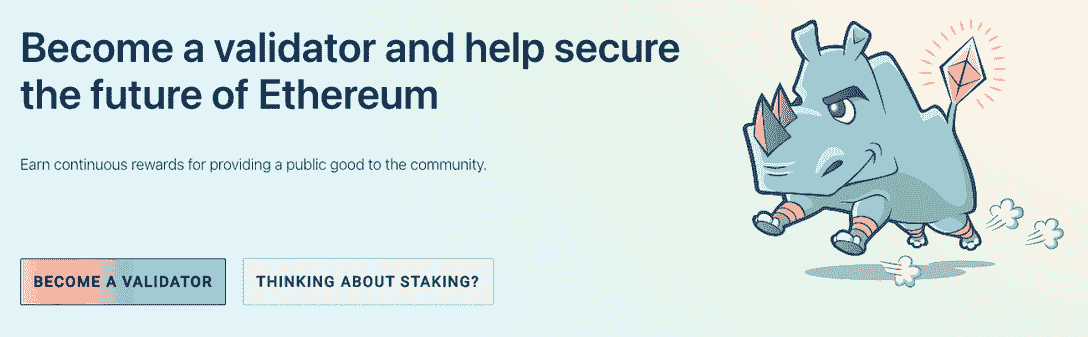 Become a validator and help secure
the future of Ethereum
Earn continuous rewards for providing a public good to the community.
BECOME A VALIDATOR
THINKING ABOUT STAKING?